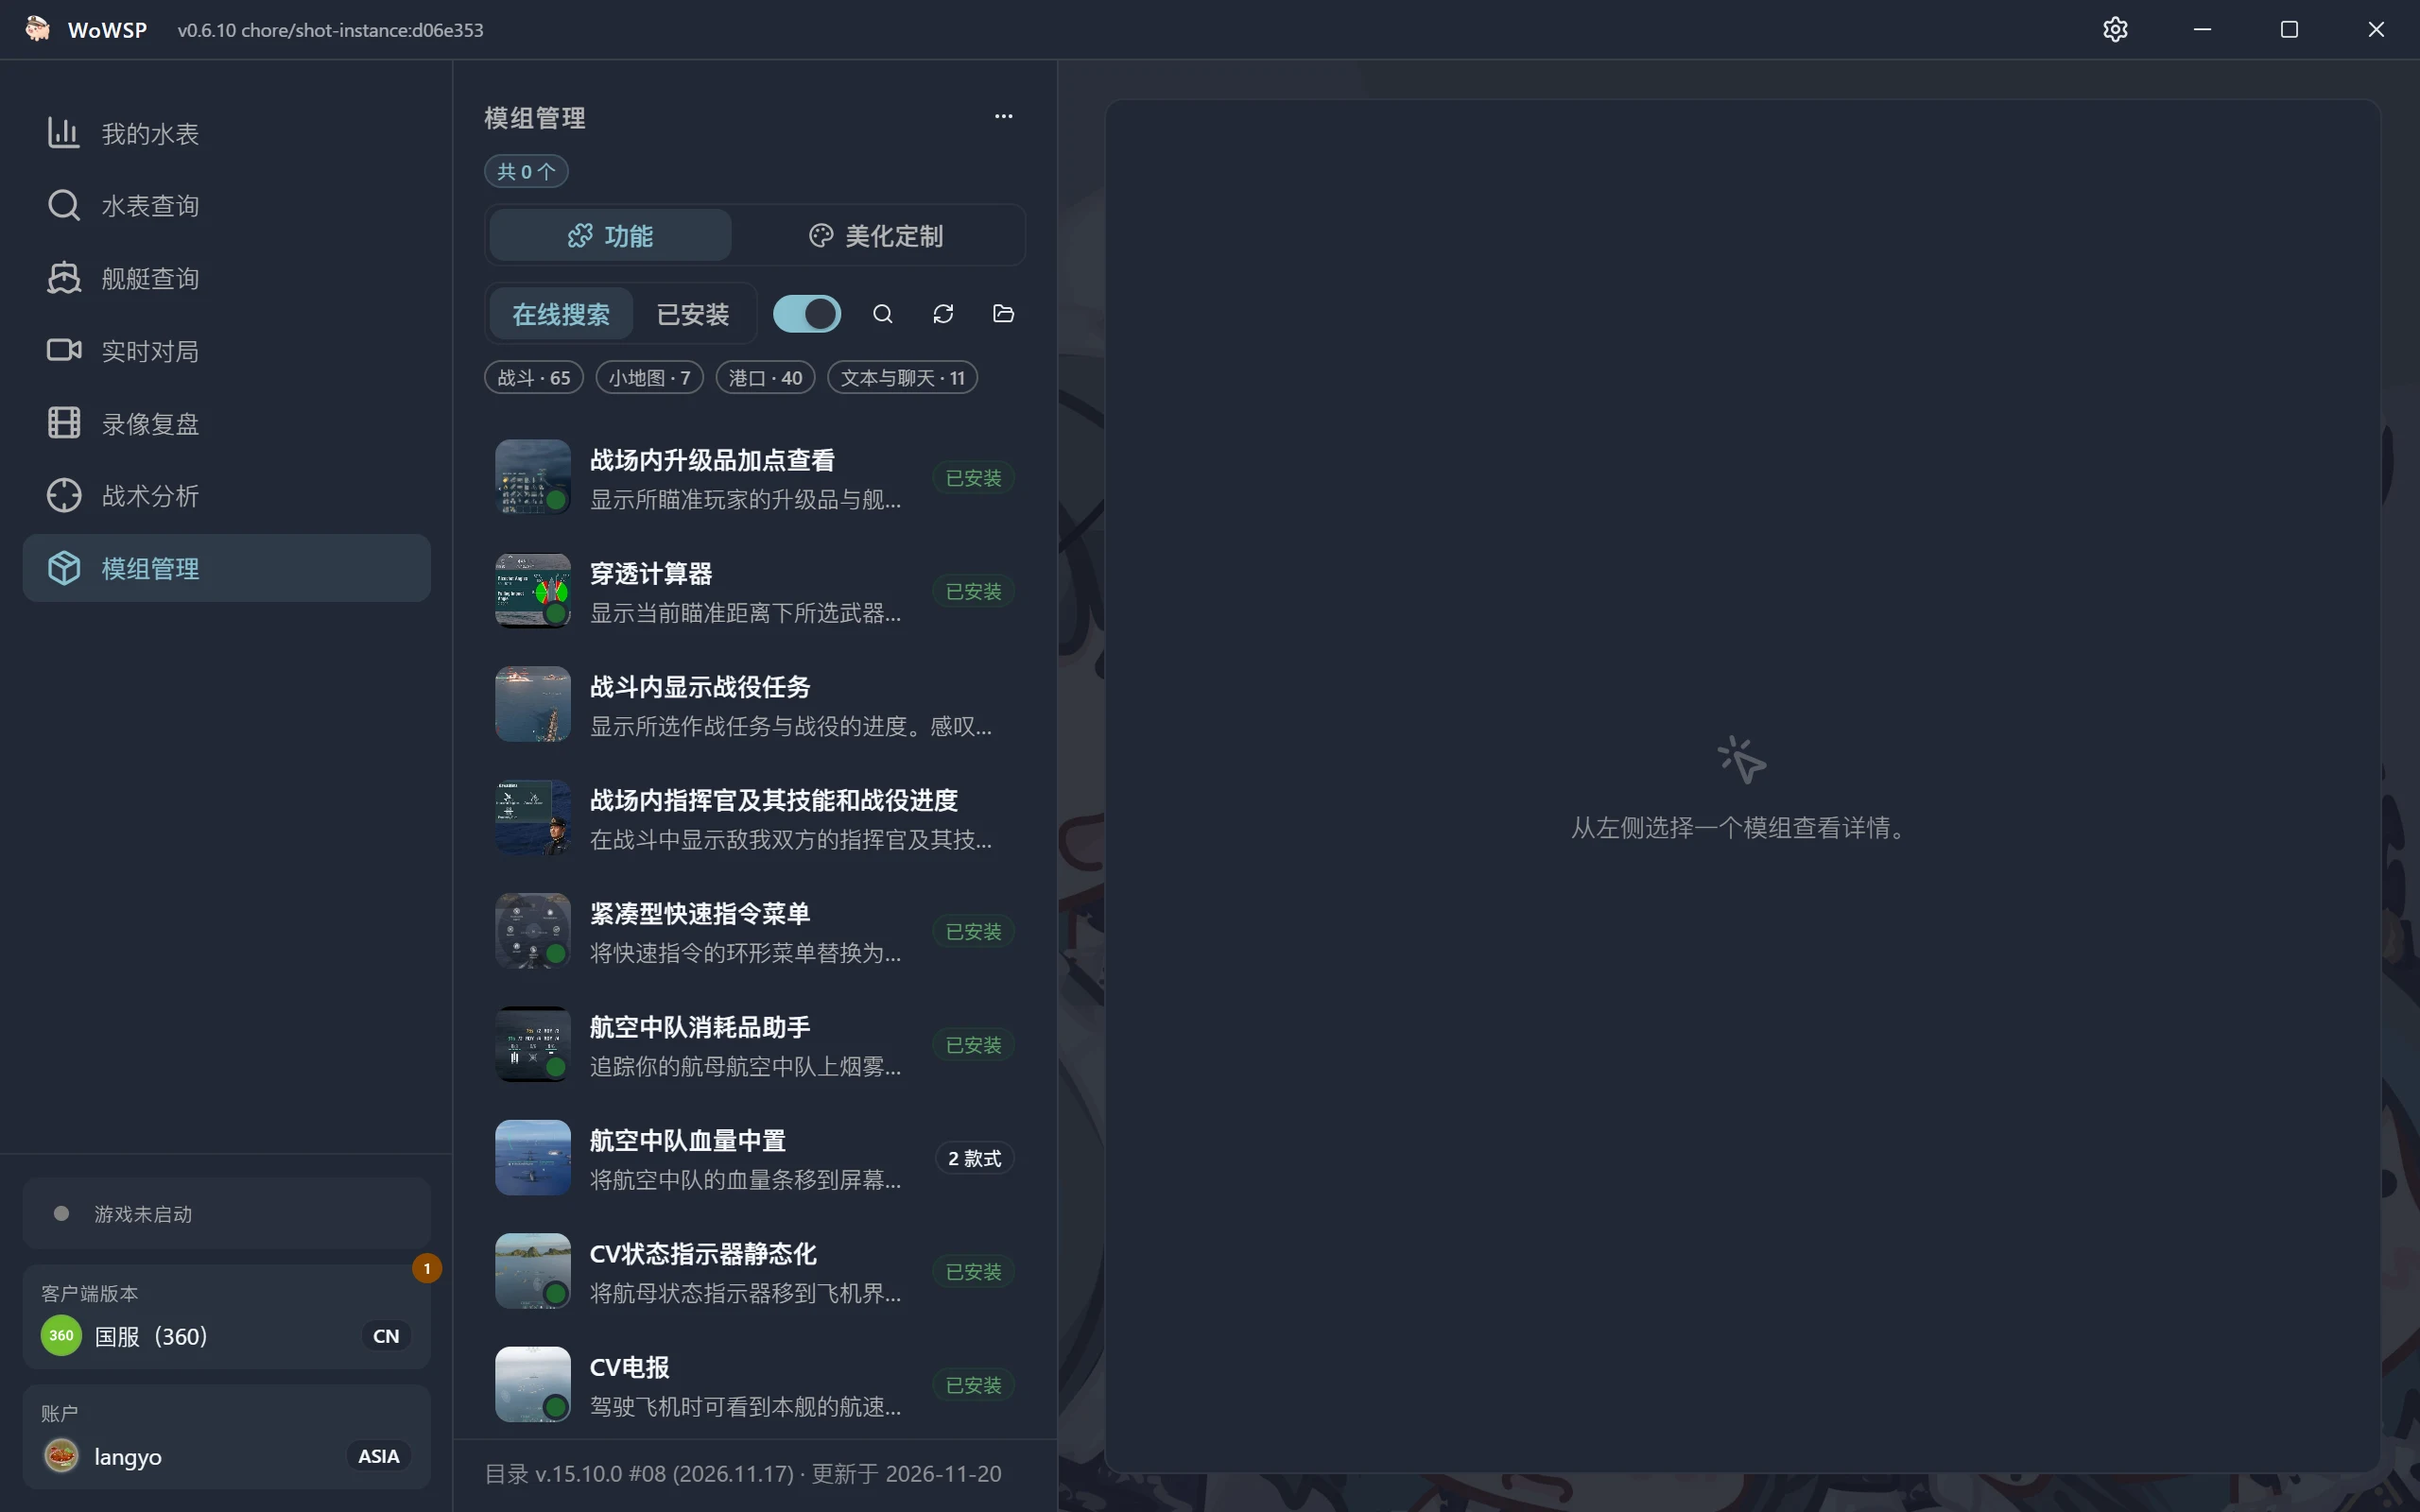 WoWSP v0.6.10 chore/shot-instance:d06e353
我的水表
水表查询
舰艇查询
实时对局
录像复盘
战术分析
模组管理
游戏未启动
1
客户端版本
360 国服（360） CN
账户
langyo ASIA
模组管理
共 0 个
功能 美化定制
在线搜索 已安装
战斗 · 65 小地图 · 7 港口 · 40 文本与聊天 · 11
战场内升级品加点查看
显示所瞄准玩家的升级品与舰...
已安装
穿透计算器
显示当前瞄准距离下所选武器...
已安装
战斗内显示战役任务
显示所选作战任务与战役的进度。感叹...
战场内指挥官及其技能和战役进度
在战斗中显示敌我双方的指挥官及其技...
紧凑型快速指令菜单
将快速指令的环形菜单替换为...
已安装
航空中队消耗品助手
追踪你的航母航空中队上烟雾...
已安装
航空中队血量中置
将航空中队的血量条移到屏幕...
2 款式
CV状态指示器静态化
将航母状态指示器移到飞机界...
已安装
CV电报
驾驶飞机时可看到本舰的航速...
已安装
目录 v.15.10.0 #08 (2026.11.17) · 更新于 2026-11-20
从左侧选择一个模组查看详情。